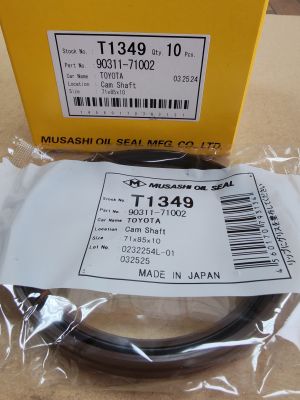 Stock No. T1349 Qty. 10 Pcs.
Part No. 90311-71002
Car Name TOYOTA 032524
Location Cam Shaft
Size 71x85x10
MUSASHI OIL SEAL MFG. CO., LTD.
M MUSASHI OIL SEAL
Stock No. T1349
Part No. 90311-71002
Car Name TOYOTA
Location Cam Shaft
Size 71x85x10
Lot No. 0232254L-01
032525
MADE IN JAPAN